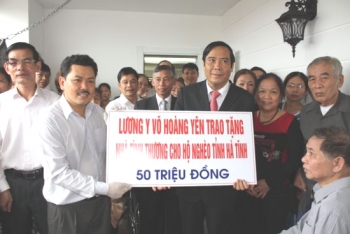 LƯƠNG Y VÕ HOÀNG YÊN TRAO TẶNG
NHÀ TÌNH THƯƠNG CHO HỘ NGHÈO TỈNH HÀ TĨNH
50 TRIỆU ĐỒNG